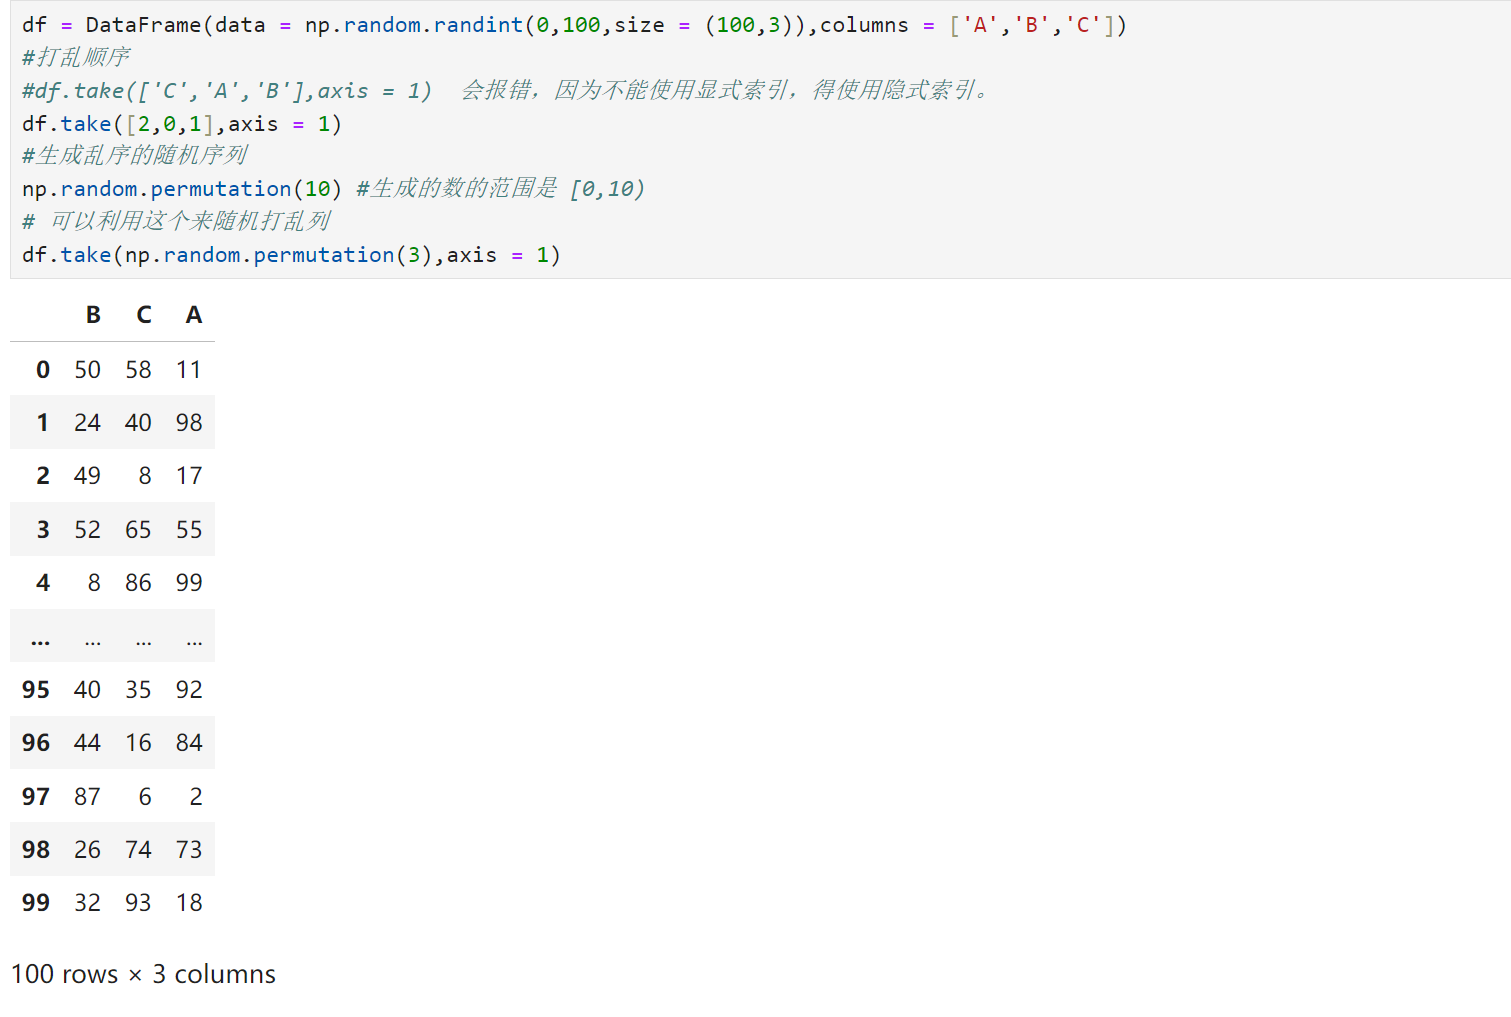 df = DataFrame(data = np.random.randint(0,100,size = (100,3)),columns = ['A','B','C'])
#打乱顺序
#df.take(['C','A','B'],axis = 1)  会报错，因为不能使用显式索引，得使用隐式索引。
df.take([2,0,1],axis = 1)
#生成乱序的随机序列
np.random.permutation(10) #生成的数的范围是 [0,10)
# 可以利用这个来随机打乱列
df.take(np.random.permutation(3),axis = 1)
B C A
0 50 58 11
1 24 40 98
2 49 8 17
3 52 65 55
4 8 86 99
... ... ... ...
95 40 35 92
96 44 16 84
97 87 6 2
98 26 74 73
99 32 93 18
100 rows × 3 columns